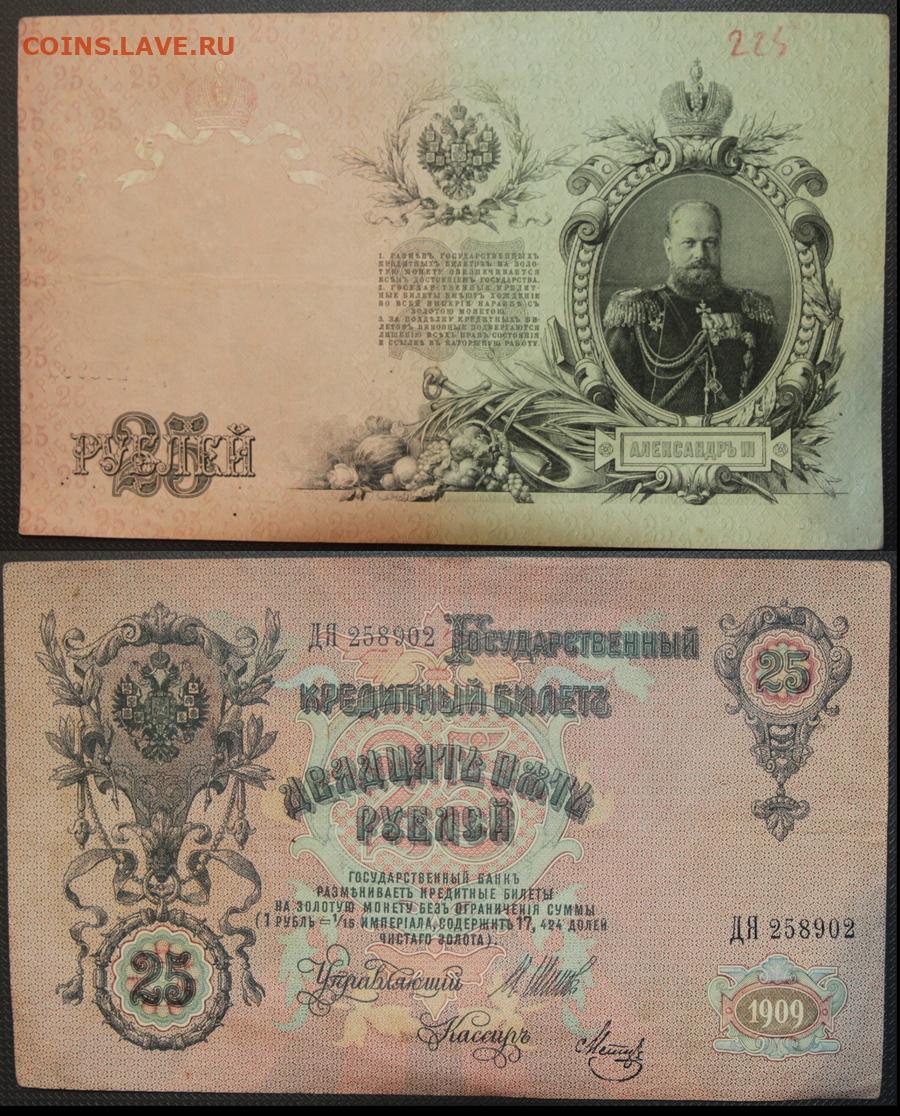 COINS.LAVE.RU
225
1. РАЗМѢНЪ ГОСУДАРСТВЕННЫХЪ
КРЕДИТНЫХЪ БИЛЕТОВЪ НА ЗОЛО-
ТУЮ МОНЕТУ ОБЕЗПЕЧИВАЕТСЯ
ВСѢМЪ ДОСТОЯНІЕМЪ ГОСУДАРСТВА.
2. ГОСУДАРСТВЕННЫЕ КРЕДИТ-
НЫЕ БИЛЕТЫ ИМѢЮТЪ ХОЖДЕНІЕ
ВО ВСЕЙ ИМПЕРІИ НАРАВНѢ СЪ
ЗОЛОТОЮ МОНЕТОЮ.
3. ЗА ПОДДѢЛКУ КРЕДИТНЫХЪ БИ-
ЛЕТОВЪ ВИНОВНЫЕ ПОДВЕРГАЮТСЯ
ЛИШЕНІЮ ВСѢХЪ ПРАВЪ СОСТОЯНІЯ
И ССЫЛКѢ ВЪ КАТОРЖНУЮ РАБОТУ.
25
РУБЛЕЙ
АЛЕКСАНДРЪ III
ДЯ 258902 ГОСУДАРСТВЕННЫЙ
КРЕДИТНЫЙ БИЛЕТЪ
25
ДВАДЦАТЬ ПЯТЬ
РУБЛЕЙ
ГОСУДАРСТВЕННЫЙ БАНКЪ
РАЗМѢНИВАЕТЪ КРЕДИТНЫЕ БИЛЕТЫ
НА ЗОЛОТУЮ МОНЕТУ БЕЗЪ ОГРАНИЧЕНІЯ СУММЫ
(1 РУБЛЬ = 1/15 ИМПЕРІАЛА, СОДЕРЖИТЪ 17, 424 ДОЛЕЙ
ЧИСТАГО ЗОЛОТА).
ДЯ 258902
25
Управляющій
Кассиръ
1909